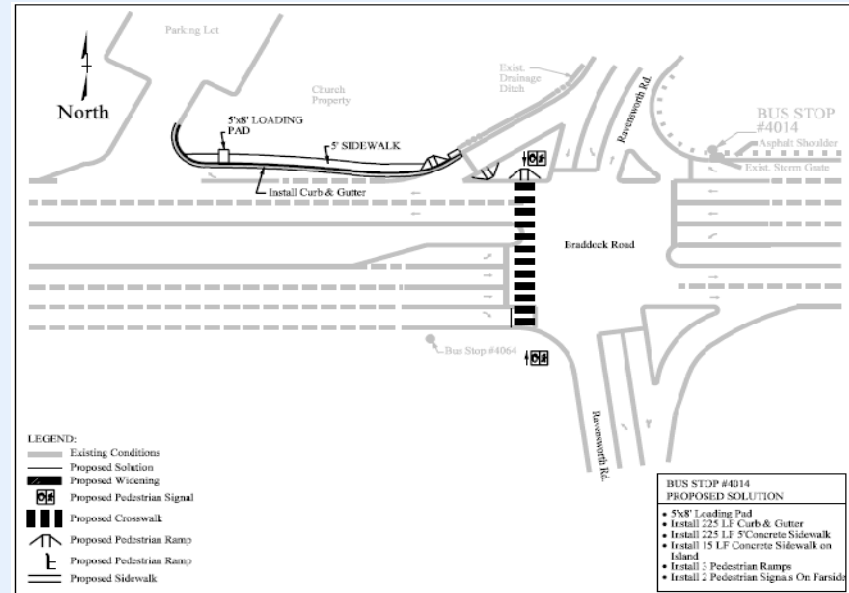 Parking Lot
North
Church
Property
5'x8' LOADING
PAD
5' SIDEWALK
Install Curb & Gutter
Exist.
Drainage
Ditch
Ravensworth Rd.
BUS STOP
#4014
Asphalt Shoulder
Exist. Storm Grate
Braddock Road
Bus Stop #4064
Ravensworth Rd.
LEGEND:
Existing Conditions
Proposed Solution
Proposed Widening
Proposed Pedestrian Signal
Proposed Crosswalk
Proposed Pedestrian Ramp
Proposed Pedestrian Ramp
Proposed Sidewalk
BUS STOP #4014
PROPOSED SOLUTION
• 5'x8' Loading Pad
• Install 225 LF Curb & Gutter
• Install 225 LF 5'Concrete Sidewalk
• Install 15 LF Concrete Sidewalk on
Island
• Install 3 Pedestrian Ramps
• Install 2 Pedestrian Signals On Farside